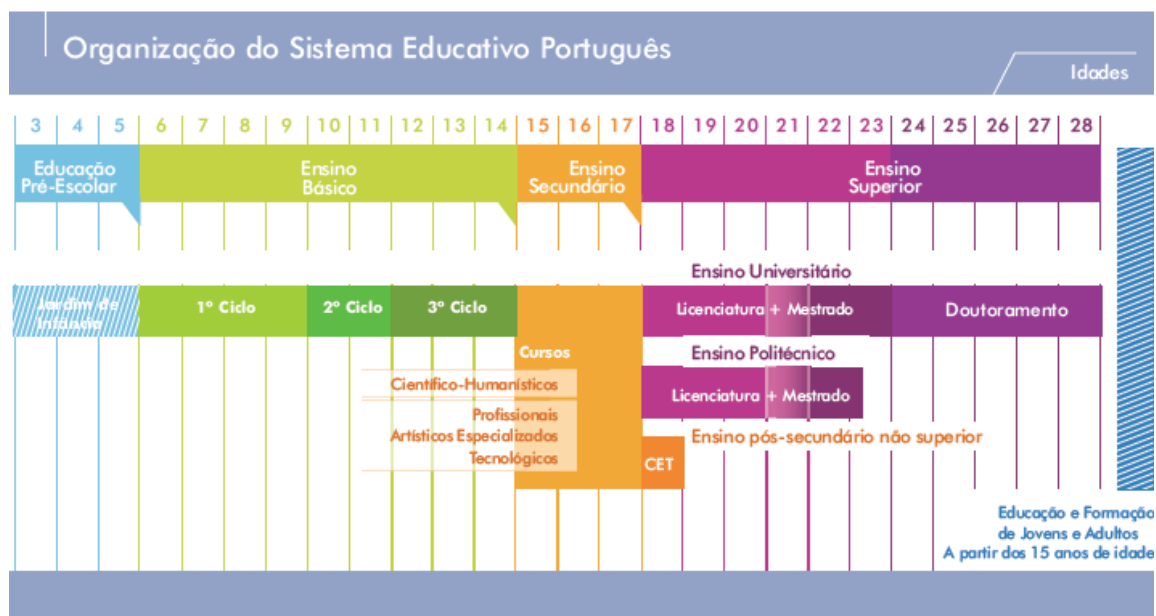 Organização do Sistema Educativo Português
Idades
3 4 5 6 7 8 9 10 11 12 13 14 15 16 17 18 19 20 21 22 23 24 25 26 27 28
Educação
Pré-Escolar
Ensino
Básico
Ensino
Secundário
Ensino
Superior
Ensino Universitário
Jardim de
Infância
1º Ciclo
2º Ciclo
3º Ciclo
Licenciatura + Mestrado
Doutoramento
Cursos
Científico-Humanísticos
Profissionais
Artísticos Especializados
Tecnológicos
Ensino Politécnico
Licenciatura + Mestrado
Ensino pós-secundário não superior
CET
Educação e Formação
de Jovens e Adultos
A partir dos 15 anos de idade